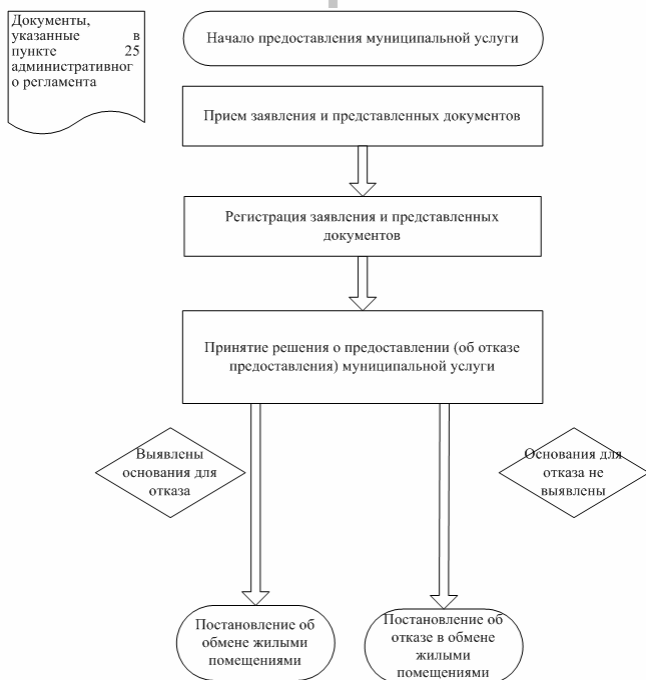 Документы,
указанные в
пункте 25
административног
о регламента
Начало предоставления муниципальной услуги
Прием заявления и представленных документов
Регистрация заявления и представленных
документов
Принятие решения о предоставлении (об отказе
предоставления) муниципальной услуги
Выявлены
основания для
отказа
Основания для
отказа не
выявлены
Постановление об
обмене жилыми
помещениями
Постановление об
отказе в обмене
жилыми
помещениями